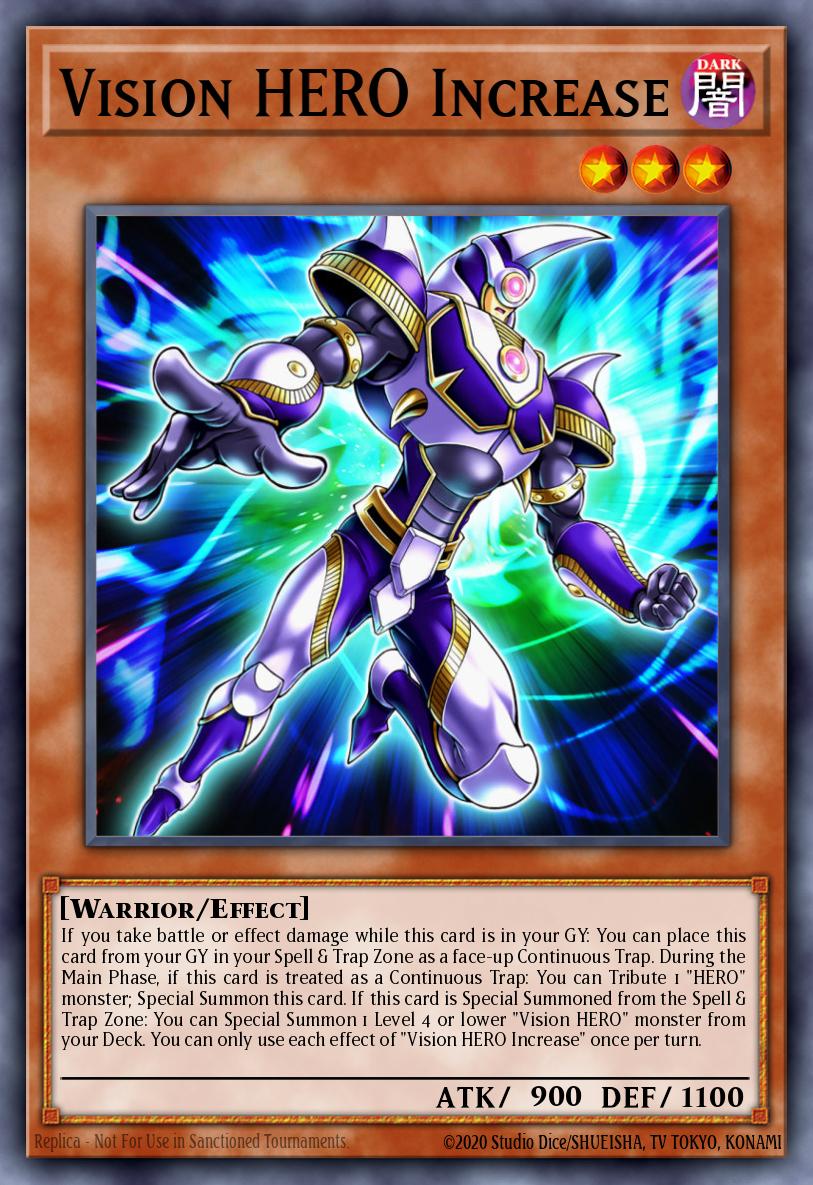 Vision HERO Increase
DARK
闇
[Warrior/Effect]
If you take battle or effect damage while this card is in your GY: You can place this
card from your GY in your Spell & Trap Zone as a face-up Continuous Trap. During the
Main Phase, if this card is treated as a Continuous Trap: You can Tribute 1 "HERO"
monster; Special Summon this card. If this card is Special Summoned from the Spell &
Trap Zone: You can Special Summon 1 Level 4 or lower "Vision HERO" monster from
your Deck. You can only use each effect of "Vision HERO Increase" once per turn.
ATK/ 900 DEF/ 1100
Replica - Not For Use in Sanctioned Tournaments. ©2020 Studio Dice/SHUEISHA, TV TOKYO, KONAMI